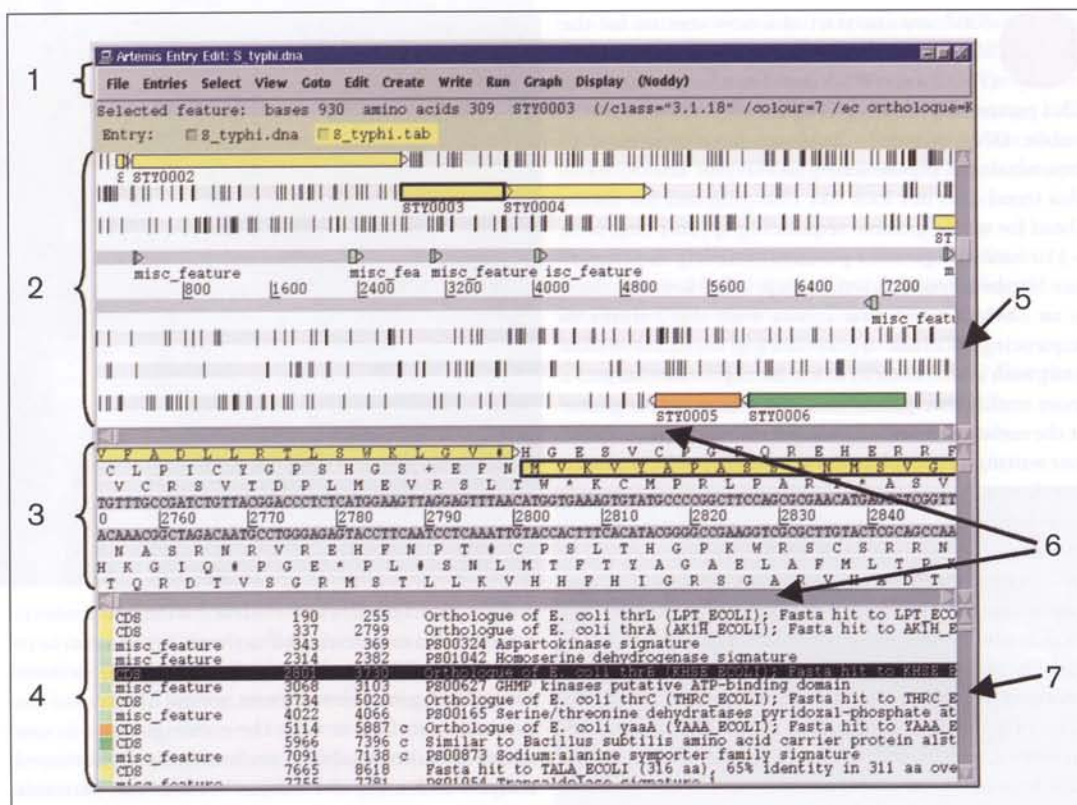 Artemis Entry Edit: S_typhi.dna
1
File Entries Select View Goto Edit Create Write Run Graph Display (Noddy)
Selected feature: bases 930 amino acids 309 STY0003 (/class="3.1.18" /colour=7 /ec orthologue=K
Entry: S_typhi.dna S_typhi.tab
2
S STY0002
STY0003 STY0004
ST
misc_feature misc_fea misc_feature isc_feature m
800 1600 2400 3200 4000 4800 5600 6400 7200
misc_featu
5
STY0005 STY0006
3
V F A D L L R T L S W K L G V # H G E S V C P G F Q R E H E R R F
C L P I C Y G P S H G S + E F N M V K V Y A P A S S A N M S V G
V C R S V T D P L M E V R S L T W * K C M P R L P A R T * A S V
TGTTTGCCGATCTGTTACGGACCCTCTCATGGAAGTTAGGAGTTTAACATGGTGAAAGTGTATGCCCCGGCTTCCAGCGCGAACATGAGCGTCGGTT
0 2760 2770 2780 2790 2800 2810 2820 2830 2840
ACAAACGGCTAGACAATGCCTGGGAGAGTACCTTCAATCCTCAAATTGTACCACTTTCACATACGGGGCCGAAGGTCGCGCTTGTACTCGCAGCCAA
N A S R N R V R E H F N P T # C P S L T H G P K W R S C S R R N
H K G I Q # P G E * P L # S N L M T F T Y A G A E L A F M L T P K
T Q R D T V S G R M S T L L K V H H F H I G R S G A R V H A D T
6
4
CDS 190 255 Orthologue of E. coli thrL (LPT_ECOLI); Fasta hit to LPT_ECO
CDS 337 2799 Orthologue of E. coli thrA (AK1H_ECOLI); Fasta hit to AK1H_E
misc_feature 343 369 PS00324 Aspartokinase signature
misc_feature 2314 2382 PS01042 Homoserine dehydrogenase signature
CDS 2801 3730 Orthologue of E. coli thrB (KHSE_ECOLI); Fasta hit to KHSE_E
misc_feature 3068 3103 PS00627 GHMP kinases putative ATP-binding domain
CDS 3734 5020 Orthologue of E. coli thrC (THRC_ECOLI); Fasta hit to THRC_E
misc_feature 4022 4066 PS00165 Serine/threonine dehydratases pyridoxal-phosphate at
CDS 5114 5887 c Orthologue of E. coli yaaA (YAAA_ECOLI); Fasta hit to YAAA_E
CDS 5966 7396 c Similar to Bacillus subtilis amino acid carrier protein alsT
misc_feature 7091 7138 c PS00873 Sodium:alanine symporter family signature
CDS 7665 8618 Fasta hit to TALA_ECOLI (316 aa), 65% identity in 311 aa ove
misc_feature
7